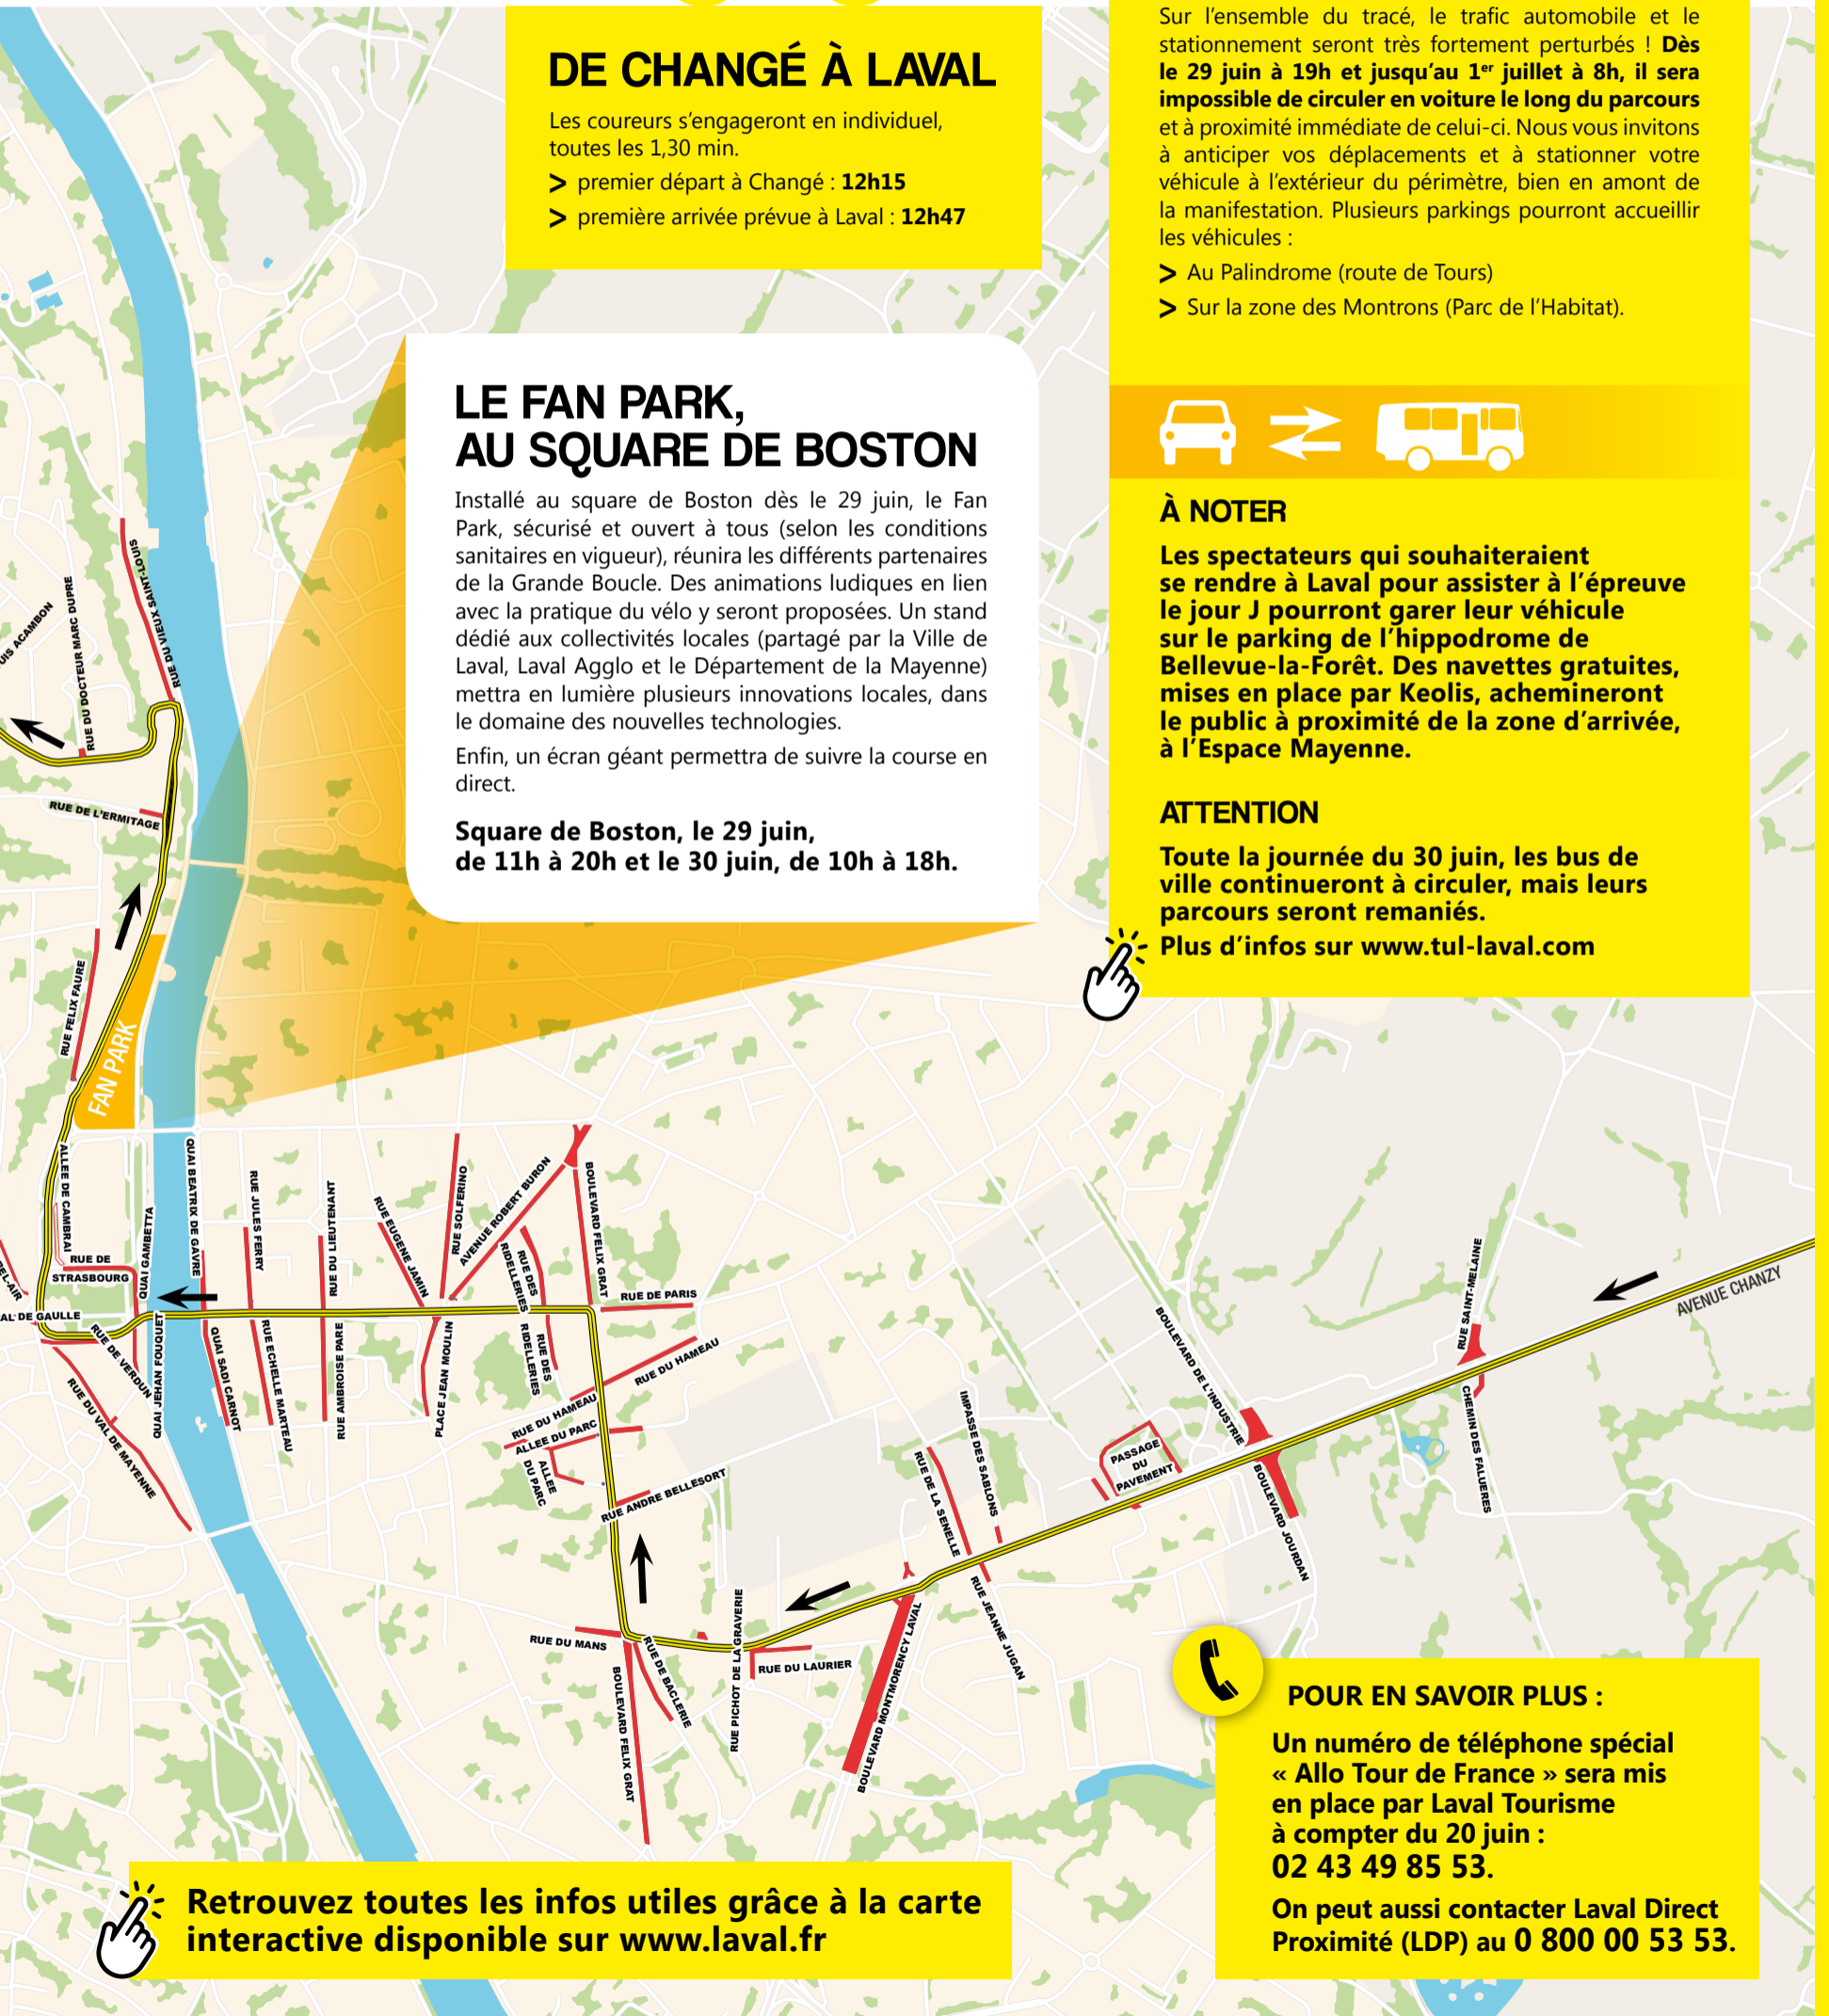 DE CHANGÉ À LAVAL
Les coureurs s'engageront en individuel,
toutes les 1,30 min.
> premier départ à Changé : 12h15
> première arrivée prévue à Laval : 12h47
Sur l'ensemble du tracé, le trafic automobile et le
stationnement seront très fortement perturbés ! Dès
le 29 juin à 19h et jusqu'au 1er juillet à 8h, il sera
impossible de circuler en voiture le long du parcours
et à proximité immédiate de celui-ci. Nous vous invitons
à anticiper vos déplacements et à stationner votre
véhicule à l'extérieur du périmètre, bien en amont de
la manifestation. Plusieurs parkings pourront accueillir
les véhicules :
> Au Palindrome (route de Tours)
> Sur la zone des Montrons (Parc de l'Habitat).
LE FAN PARK,
AU SQUARE DE BOSTON
Installé au square de Boston dès le 29 juin, le Fan
Park, sécurisé et ouvert à tous (selon les conditions
sanitaires en vigueur), réunira les différents partenaires
de la Grande Boucle. Des animations ludiques en lien
avec la pratique du vélo y seront proposées. Un stand
dédié aux collectivités locales (partagé par la Ville de
Laval, Laval Agglo et le Département de la Mayenne)
mettra en lumière plusieurs innovations locales, dans
le domaine des nouvelles technologies.
Enfin, un écran géant permettra de suivre la course en
direct.
Square de Boston, le 29 juin,
de 11h à 20h et le 30 juin, de 10h à 18h.
À NOTER
Les spectateurs qui souhaiteraient
se rendre à Laval pour assister à l'épreuve
le jour J pourront garer leur véhicule
sur le parking de l'hippodrome de
Bellevue-la-Forêt. Des navettes gratuites,
mises en place par Keolis, achemineront
le public à proximité de la zone d'arrivée,
à l'Espace Mayenne.
ATTENTION
Toute la journée du 30 juin, les bus de
ville continueront à circuler, mais leurs
parcours seront remaniés.
Plus d'infos sur www.tul-laval.com
UIS ACAMBON
RUE DU DOCTEUR MARC DUPRE
RUE DU VIEUX SAINT-LOUIS
RUE DE L'ERMITAGE
RUE FELIX FAURE
FAN PARK
ALLEE DE CAMBRAI
RUE DE
STRASBOURG
QUAI GAMBETTA
QUAI BEATRIX DE GAVRE
RUE JULES FERRY
RUE DU LIEUTENANT
RUE EUGENE JAMIN
RUE SOLFERINO
AVENUE ROBERT BURON
RUE DES
RIDELLERIES
BOULEVARD FELIX GRAT
RUE DE PARIS
BEL-AIR
AL DE GAULLE
RUE DE VERDUN
QUAI JEHAN FOUQUET
RUE DU VAL DE MAYENNE
QUAI SADI CARNOT
RUE ECHELLE MARTEAU
RUE AMBROISE PARE
PLACE JEAN MOULIN
RUE DES
RIDELLERIES
RUE DU HAMEAU
RUE DU HAMEAU
ALLEE DU PARC
ALLEE
DU PARC
RUE ANDRE BELLESORT
RUE DU MANS
BOULEVARD FELIX GRAT
RUE DE BACLERIE
RUE PICHOT DE LA GRAVERIE
RUE DU LAURIER
BOULEVARD MONTMORENCY LAVAL
RUE DE LA SENELLE
IMPASSE DES SABLONS
RUE JEANNE JUGAN
PASSAGE
DU
PAVEMENT
BOULEVARD DE L'INDUSTRIE
BOULEVARD JOURDAN
RUE SAINT-MELAINE
CHEMIN DES FALUERES
AVENUE CHANZY
POUR EN SAVOIR PLUS :
Un numéro de téléphone spécial
« Allo Tour de France » sera mis
en place par Laval Tourisme
à compter du 20 juin :
02 43 49 85 53.
On peut aussi contacter Laval Direct
Proximité (LDP) au 0 800 00 53 53.
Retrouvez toutes les infos utiles grâce à la carte
interactive disponible sur www.laval.fr